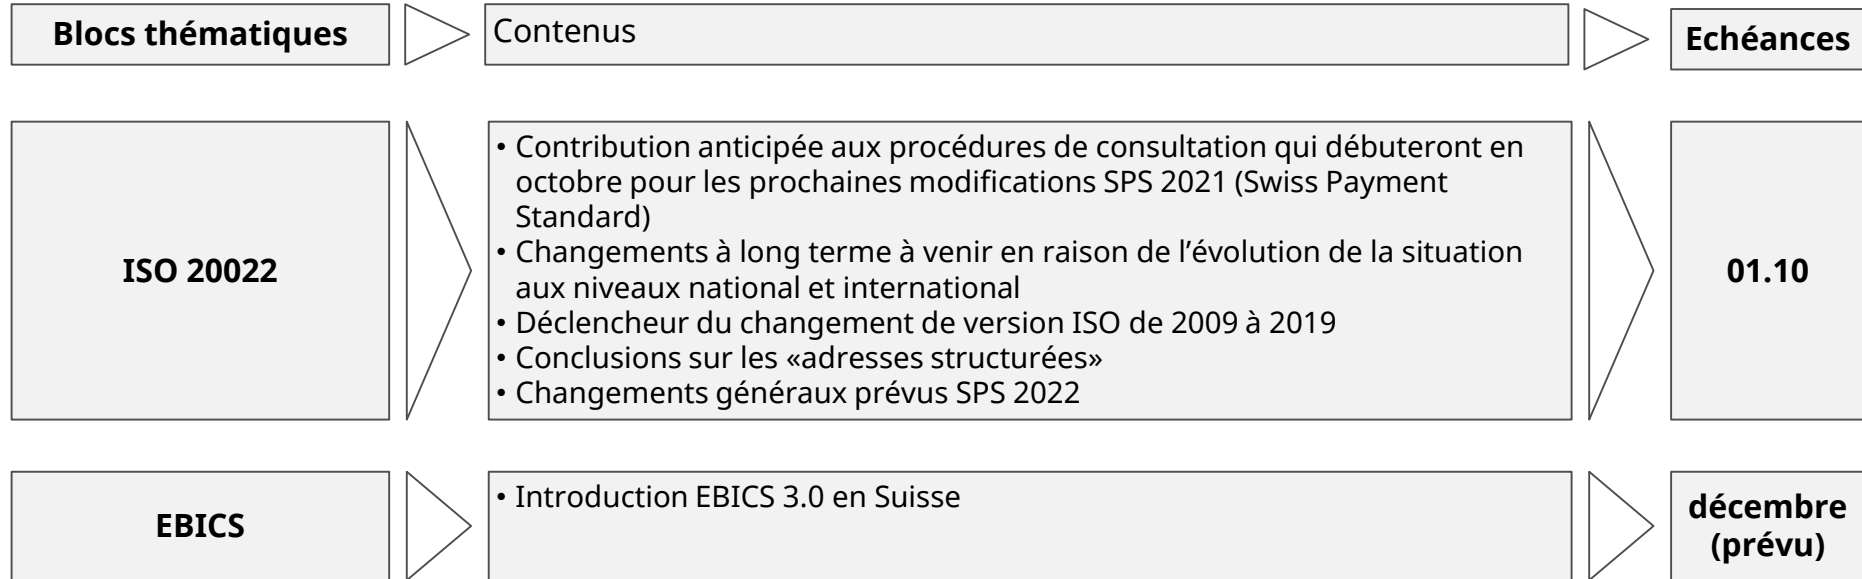 Blocs thématiques
Contenus
Echéances
ISO 20022
• Contribution anticipée aux procédures de consultation qui débuteront en
octobre pour les prochaines modifications SPS 2021 (Swiss Payment
Standard)
• Changements à long terme à venir en raison de l’évolution de la situation
aux niveaux national et international
• Déclencheur du changement de version ISO de 2009 à 2019
• Conclusions sur les «adresses structurées»
• Changements généraux prévus SPS 2022
01.10
EBICS
• Introduction EBICS 3.0 en Suisse
décembre
(prévu)